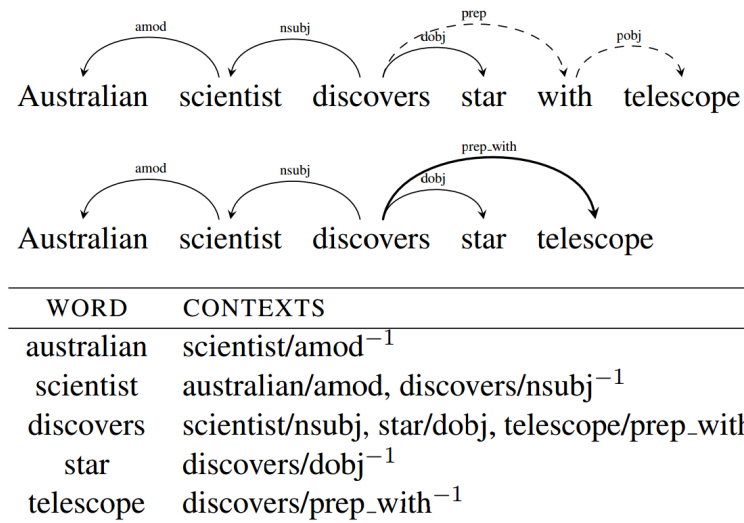 prep
amod nsubj dobj pobj
Australian scientist discovers star with telescope
prep_with
amod nsubj dobj
Australian scientist discovers star telescope
WORD CONTEXTS
australian scientist/amod⁻¹
scientist australian/amod, discovers/nsubj⁻¹
discovers scientist/nsubj, star/dobj, telescope/prep_with
star discovers/dobj⁻¹
telescope discovers/prep_with⁻¹